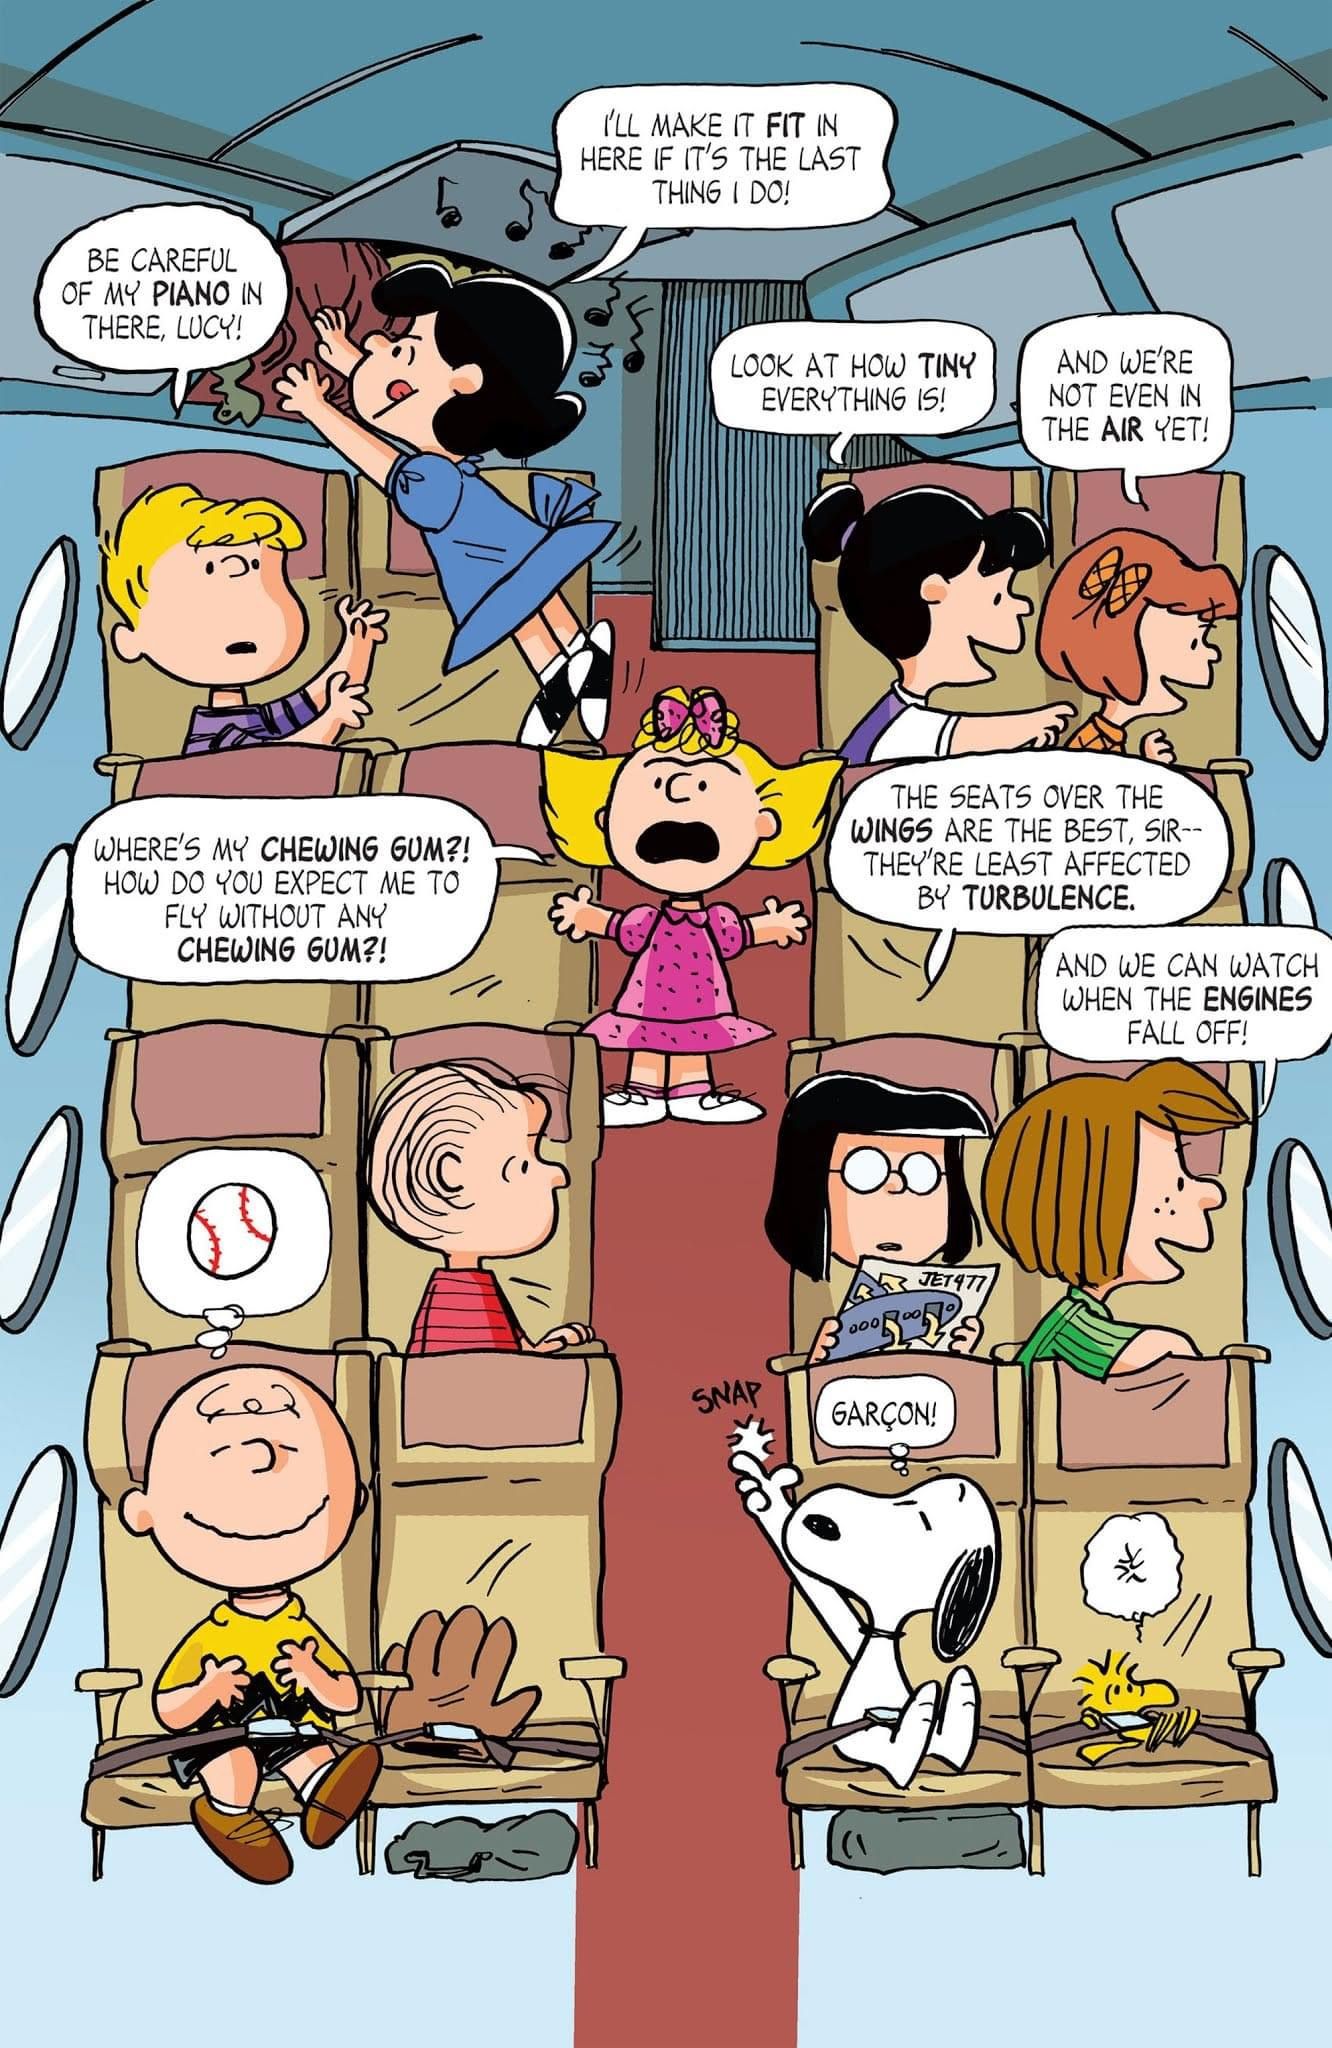 I'LL MAKE IT FIT IN
HERE IF IT'S THE LAST
THING I DO!
BE CAREFUL
OF MY PIANO IN
THERE, LUCY!
LOOK AT HOW TINY
EVERYTHING IS!
AND WE'RE
NOT EVEN IN
THE AIR YET!
WHERE'S MY CHEWING GUM?!
HOW DO YOU EXPECT ME TO
FLY WITHOUT ANY
CHEWING GUM?!
THE SEATS OVER THE
WINGS ARE THE BEST, SIR--
THEY'RE LEAST AFFECTED
BY TURBULENCE.
AND WE CAN WATCH
WHEN THE ENGINES
FALL OFF!
JET477
SNAP
GARÇON!